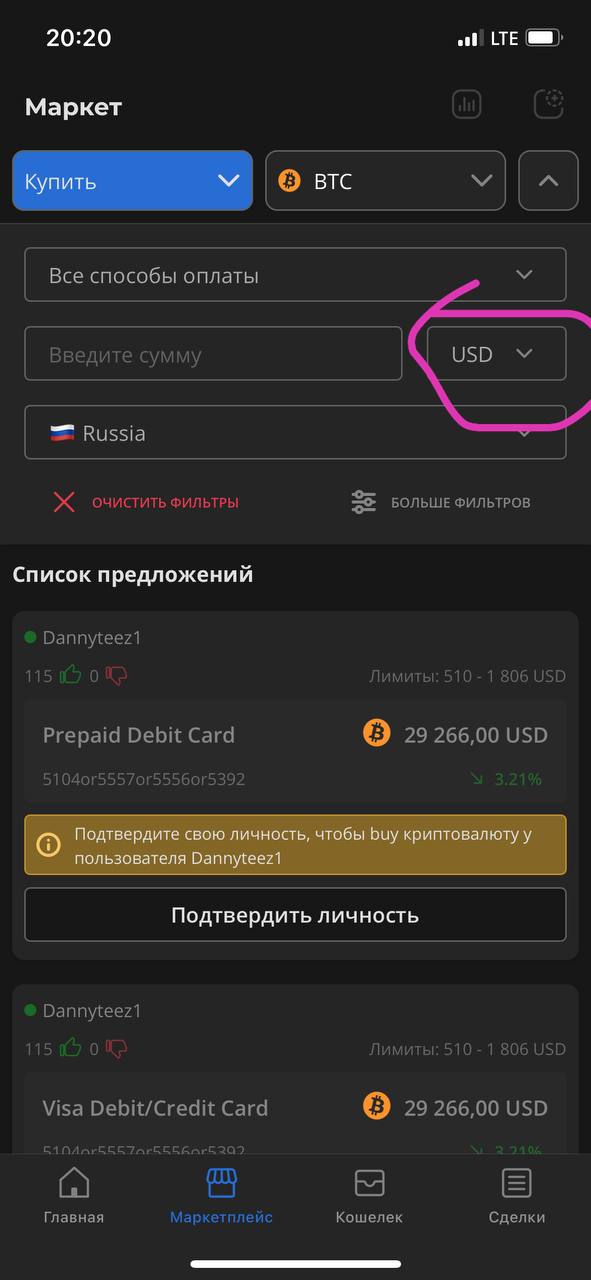 20:20
LTE
Маркет
Купить
BTC
Все способы оплаты
Введите сумму
USD
Russia
ОЧИСТИТЬ ФИЛЬТРЫ
БОЛЬШЕ ФИЛЬТРОВ
Список предложений
Dannyteez1
115 0 Лимиты: 510 - 1 806 USD
Prepaid Debit Card 29 266,00 USD
5104or5557or5556or5392 3.21%
Подтвердите свою личность, чтобы buy криптовалюту у
пользователя Dannyteez1
Подтвердить личность
Dannyteez1
115 0 Лимиты: 510 - 1 806 USD
Visa Debit/Credit Card 29 266,00 USD
5104or5557or5556or5392 3.21%
Главная
Маркетплейс
Кошелек
Сделки